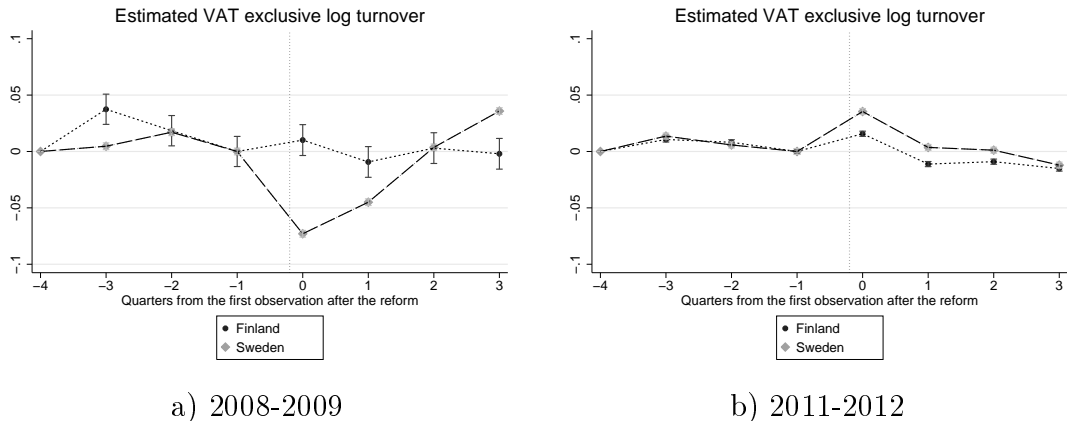 Estimated VAT exclusive log turnover
.1
.05
0
-.05
-.1
-4 -3 -2 -1 0 1 2 3
Quarters from the first observation after the reform
Finland
Sweden
a) 2008-2009
Estimated VAT exclusive log turnover
.1
.05
0
-.05
-.1
-4 -3 -2 -1 0 1 2 3
Quarters from the first observation after the reform
Finland
Sweden
b) 2011-2012